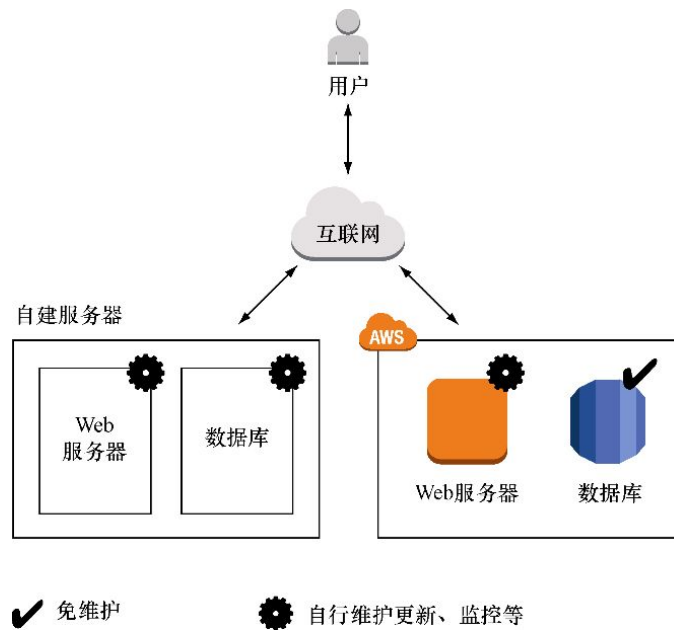 用户
互联网
自建服务器
AWS
Web
服务器
数据库
Web服务器
数据库
免维护
自行维护更新、监控等